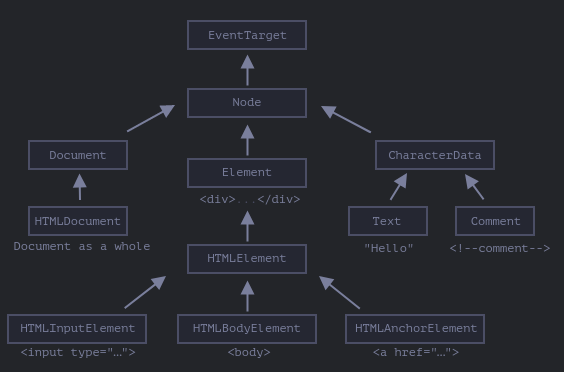 EventTarget
Node
Document
Element
CharacterData
<div>...</div>
HTMLDocument
Text
Comment
Document as a whole
"Hello"
<!--comment-->
HTMLElement
HTMLInputElement
HTMLBodyElement
HTMLAnchorElement
<input type="…">
<body>
<a href="…">